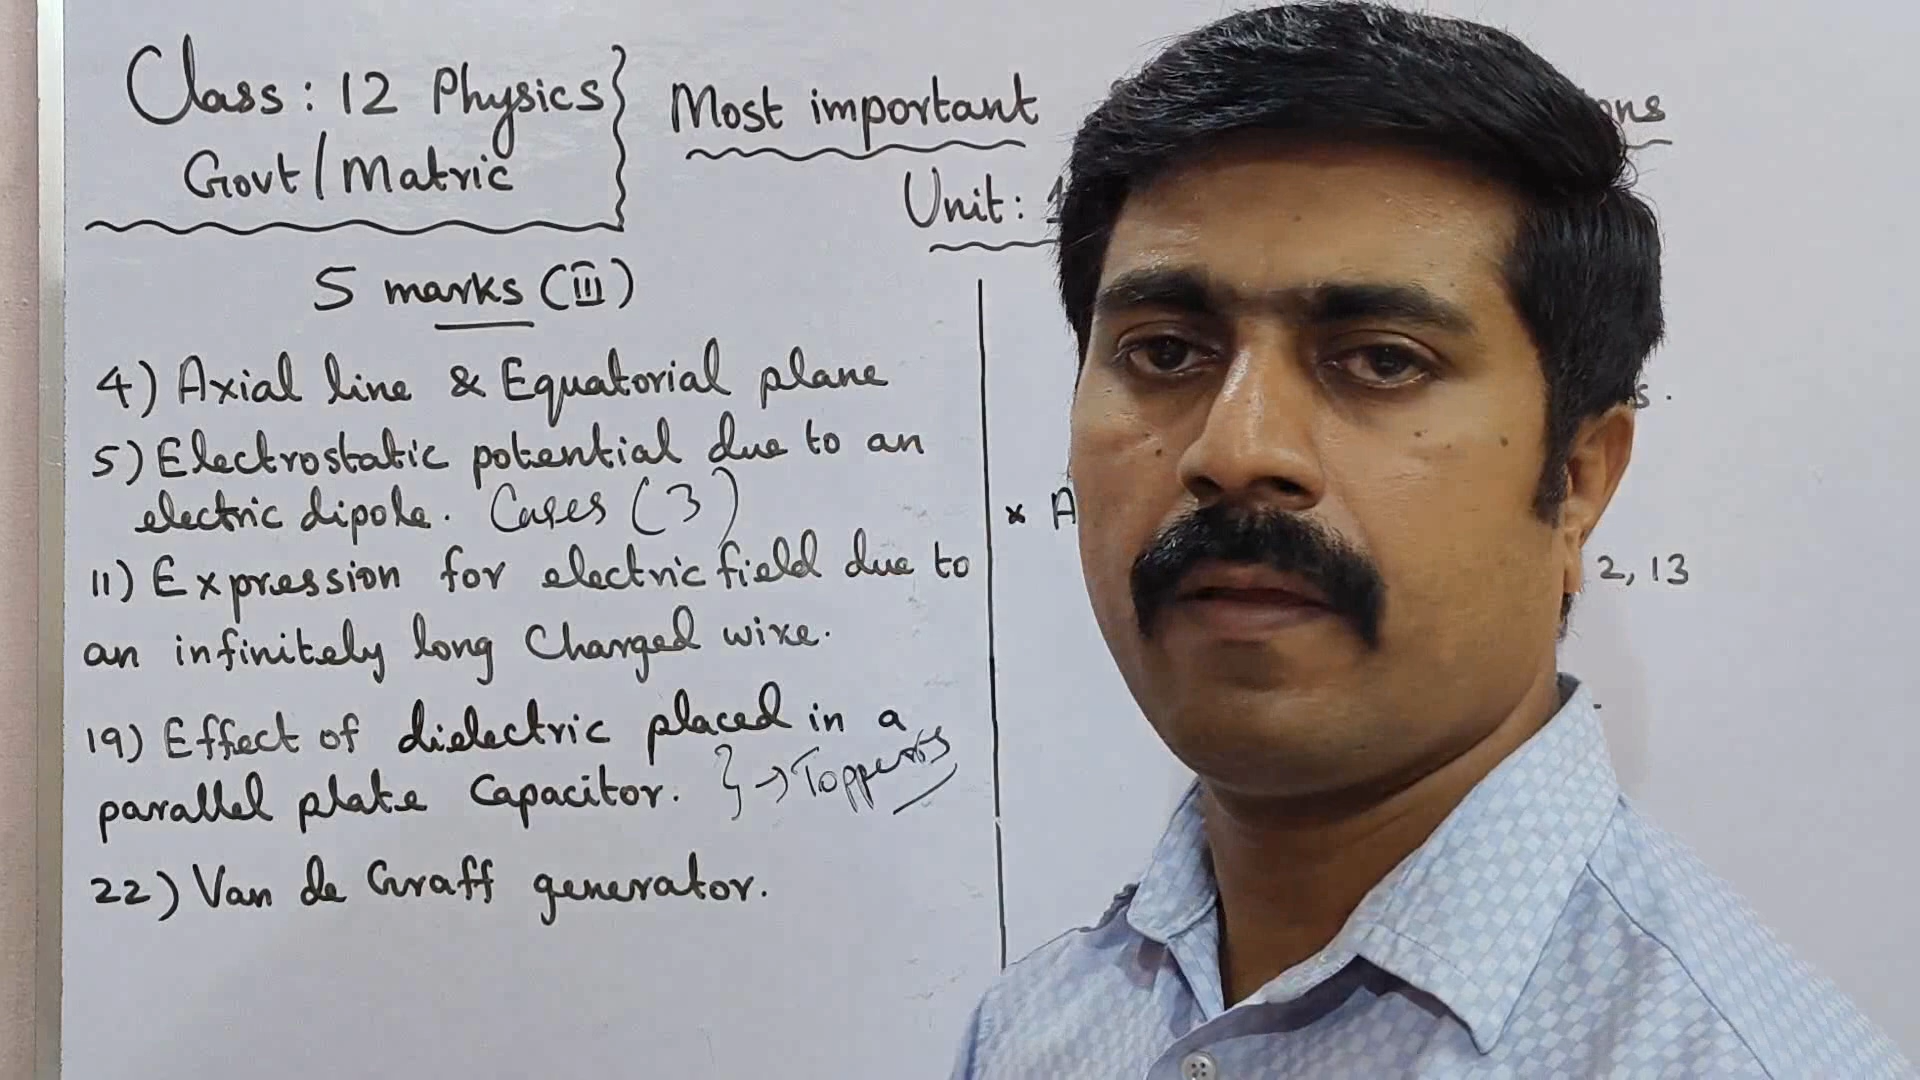 Class: 12 Physics
Govt/Matric
Most important
Unit:
5 marks (III)
4) Axial line & Equatorial plane
5) Electrostatic potential due to an
electric dipole. Cases (3)
11) Expression for electric field due to
an infinitely long Charged wire.
19) Effect of dielectric placed in a
parallel plate Capacitor. } → Toppers
22) Van de Graff generator.
x A
2, 13